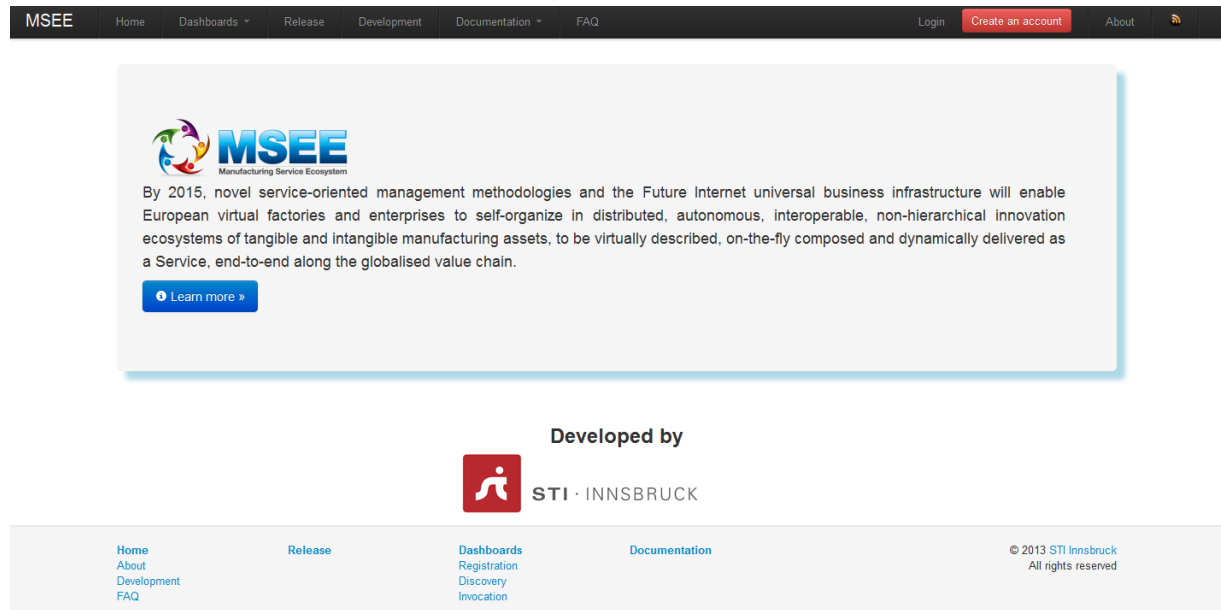 MSEE Home Dashboards Release Development Documentation FAQ Login Create an account About
MSEE
Manufacturing Service Ecosystem
By 2015, novel service-oriented management methodologies and the Future Internet universal business infrastructure will enable
European virtual factories and enterprises to self-organize in distributed, autonomous, interoperable, non-hierarchical innovation
ecosystems of tangible and intangible manufacturing assets, to be virtually described, on-the-fly composed and dynamically delivered as
a Service, end-to-end along the globalised value chain.
Learn more »
Developed by
STI · INNSBRUCK
Home Release Dashboards Documentation © 2013 STI Innsbruck
About Registration All rights reserved
Development Discovery
FAQ Invocation